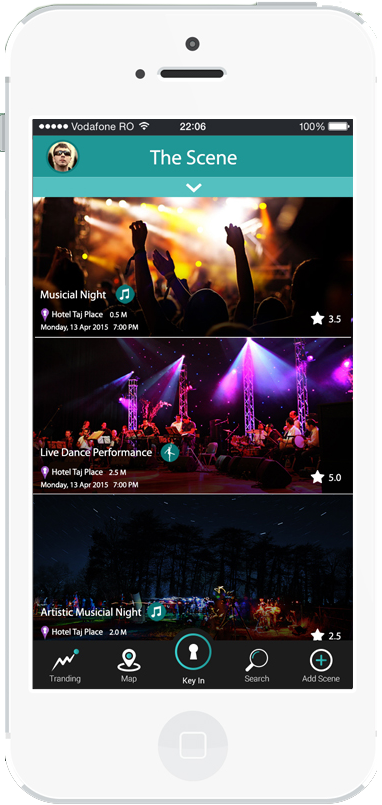 Vodafone RO 22:06 100%
The Scene
Musicial Night
Hotel Taj Place 0.5 M
Monday, 13 Apr 2015 7:00 PM
3.5
Live Dance Performance
Hotel Taj Place 2.5 M
Monday, 13 Apr 2015 7:00 PM
5.0
Artistic Musicial Night
Hotel Taj Place 2.0 M
2.5
Tranding Map Key In Search Add Scene